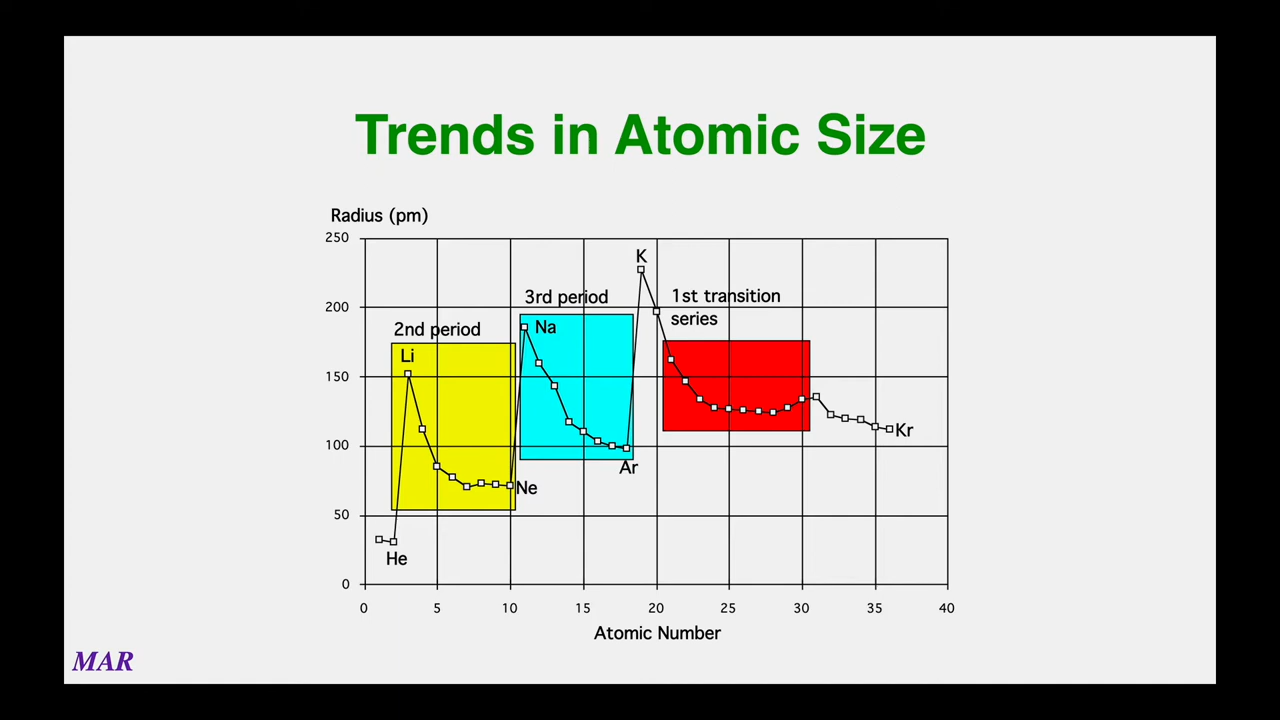 Trends in Atomic Size
Radius (pm)
250
K
3rd period
1st transition
series
200
2nd period
Na
Li
150
Kr
100
Ar
Ne
50
He
0
0 5 10 15 20 25 30 35 40
Atomic Number
MAR